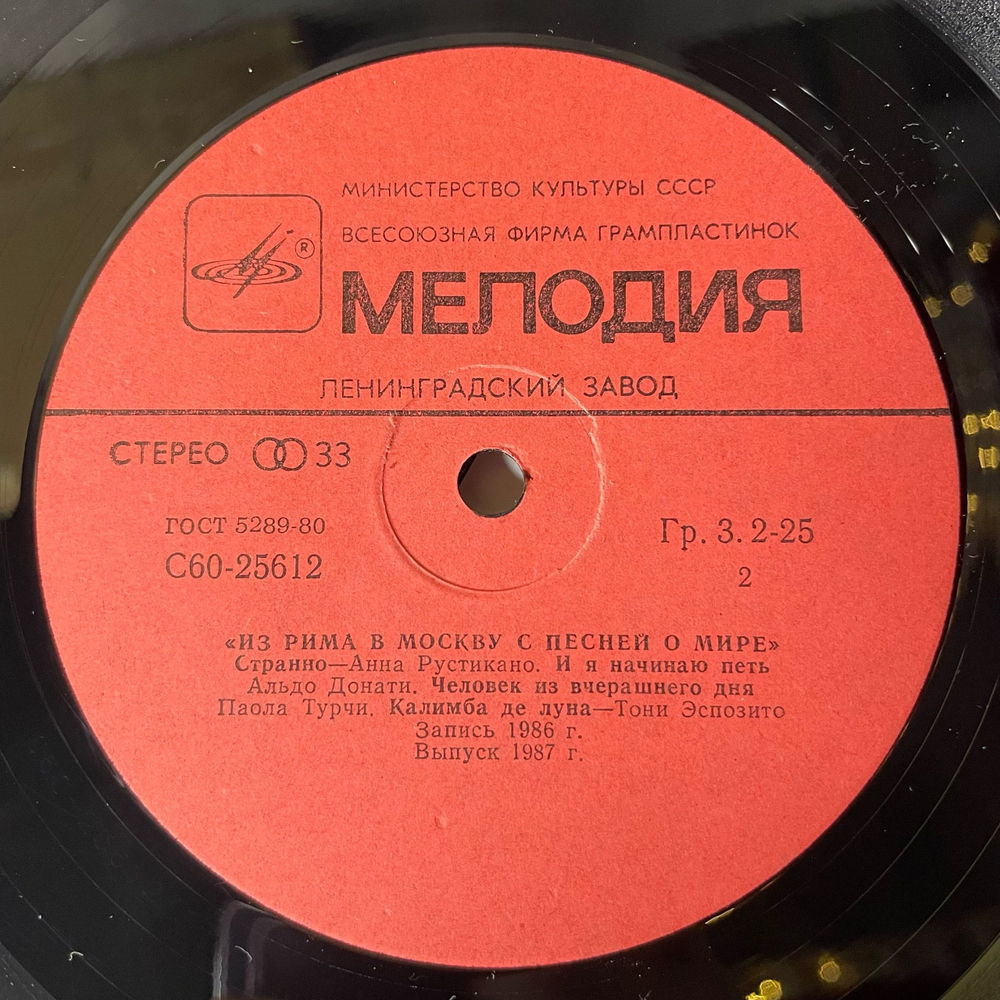 МИНИСТЕРСТВО КУЛЬТУРЫ СССР
ВСЕСОЮЗНАЯ ФИРМА ГРАМПЛАСТИНОК
®
МЕЛОДИЯ
ЛЕНИНГРАДСКИЙ ЗАВОД
СТЕРЕО 33
ГОСТ 5289-80
С60-25612
Гр. 3. 2-25
2
«ИЗ РИМА В МОСКВУ С ПЕСНЕЙ О МИРЕ»
Странно—Анна Рустикано. И я начинаю петь
Альдо Донати. Человек из вчерашнего дня
Паола Турчи. Калимба де луна—Тони Эспозито
Запись 1986 г.
Выпуск 1987 г.